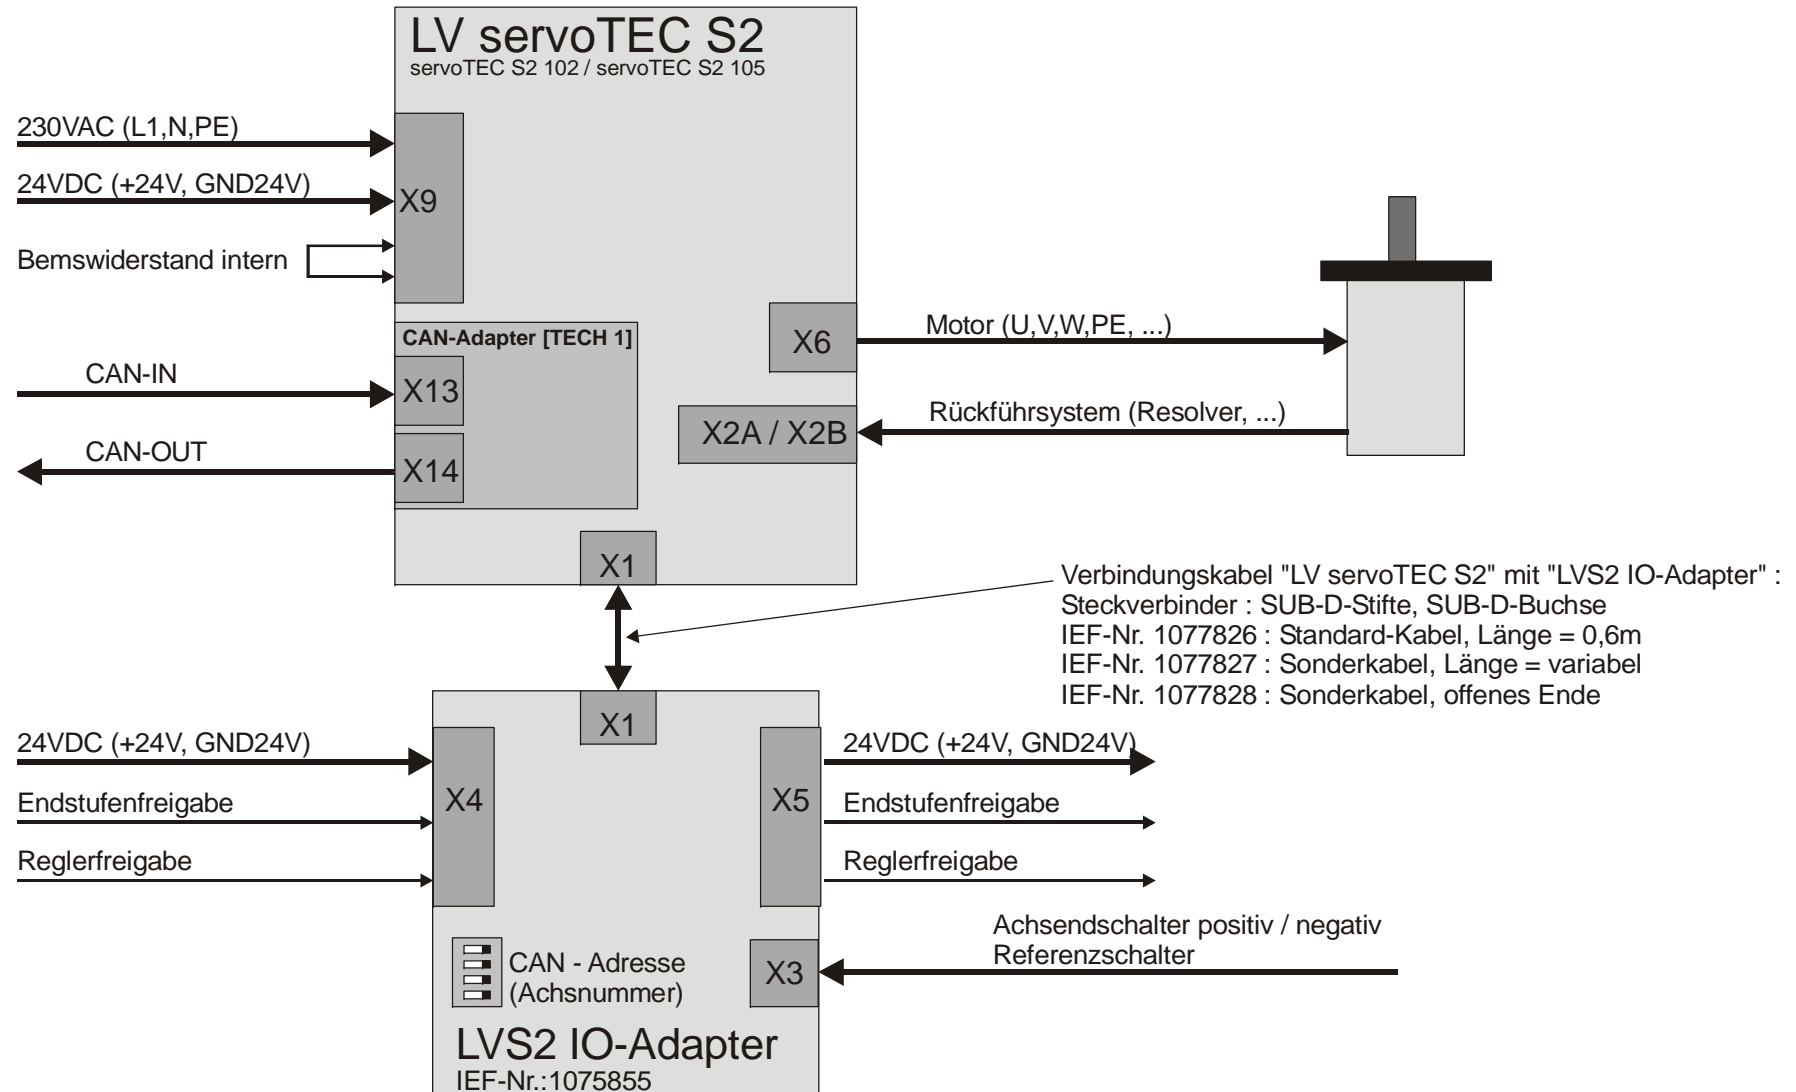 LV servoTEC S2
servoTEC S2 102 / servoTEC S2 105
230VAC (L1,N,PE)
24VDC (+24V, GND24V)
X9
Bemswiderstand intern
CAN-Adapter [TECH 1]
CAN-IN
X13
CAN-OUT
X14
X6
Motor (U,V,W,PE, ...)
X2A / X2B
Rückführsystem (Resolver, ...)
X1
Verbindungskabel "LV servoTEC S2" mit "LVS2 IO-Adapter" :
Steckverbinder : SUB-D-Stifte, SUB-D-Buchse
IEF-Nr. 1077826 : Standard-Kabel, Länge = 0,6m
IEF-Nr. 1077827 : Sonderkabel, Länge = variabel
IEF-Nr. 1077828 : Sonderkabel, offenes Ende
X1
24VDC (+24V, GND24V)
Endstufenfreigabe
Reglerfreigabe
X4
X5
24VDC (+24V, GND24V)
Endstufenfreigabe
Reglerfreigabe
Achsendschalter positiv / negativ
Referenzschalter
X3
CAN - Adresse
(Achsnummer)
LVS2 IO-Adapter
IEF-Nr.:1075855